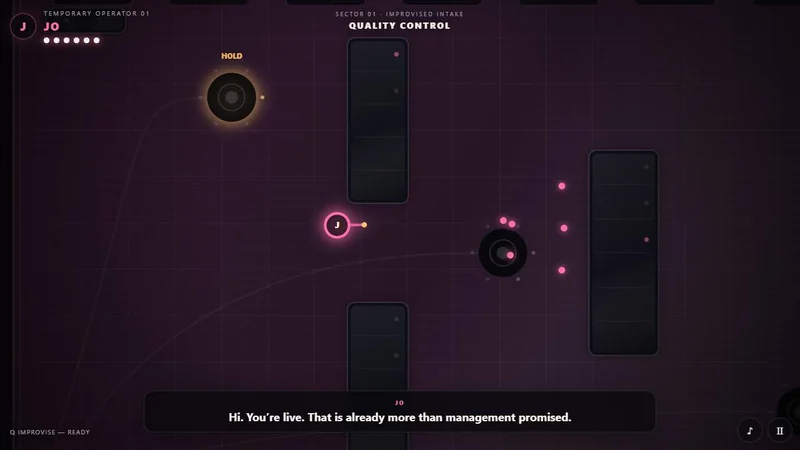 TEMPORARY OPERATOR 01
J
JO
SECTOR 01 · IMPROVISED INTAKE
QUALITY CONTROL
HOLD
J
JO
Hi. You're live. That is already more than management promised.
Q IMPROVISE — READY